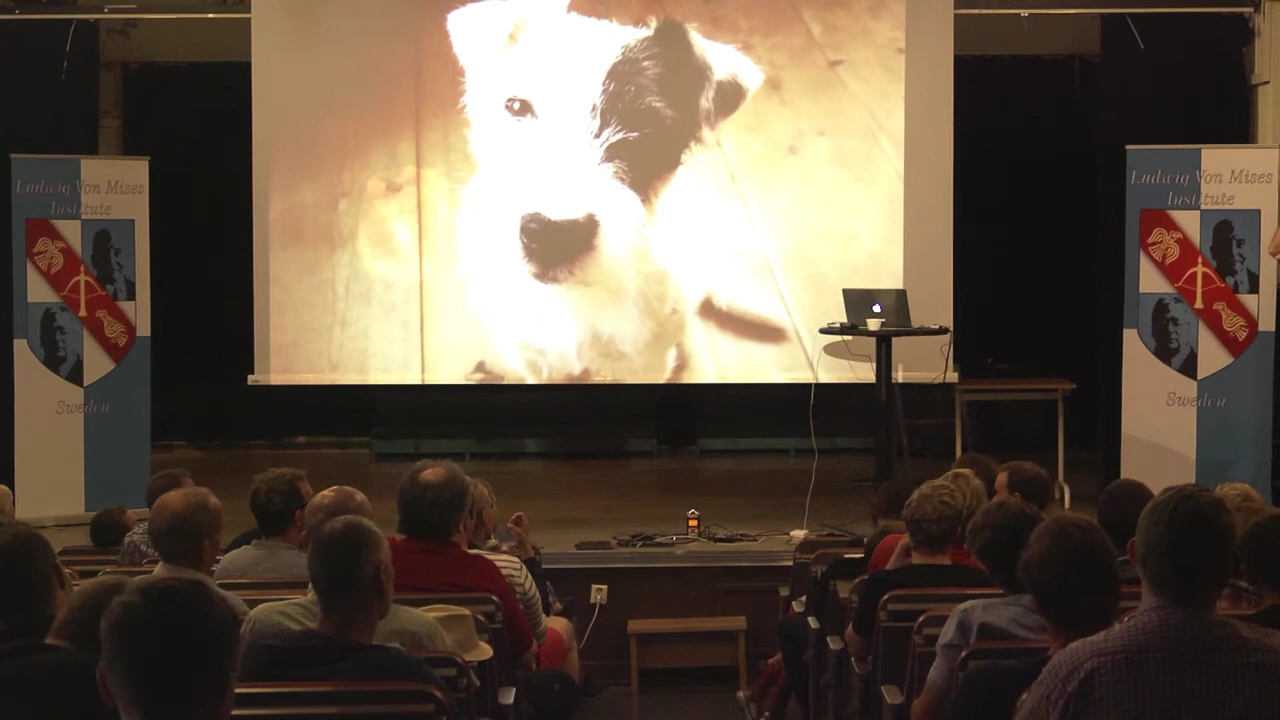 Ludwig Von Mises
Institute
Sweden
Ludwig Von Mises
Institute
Sweden